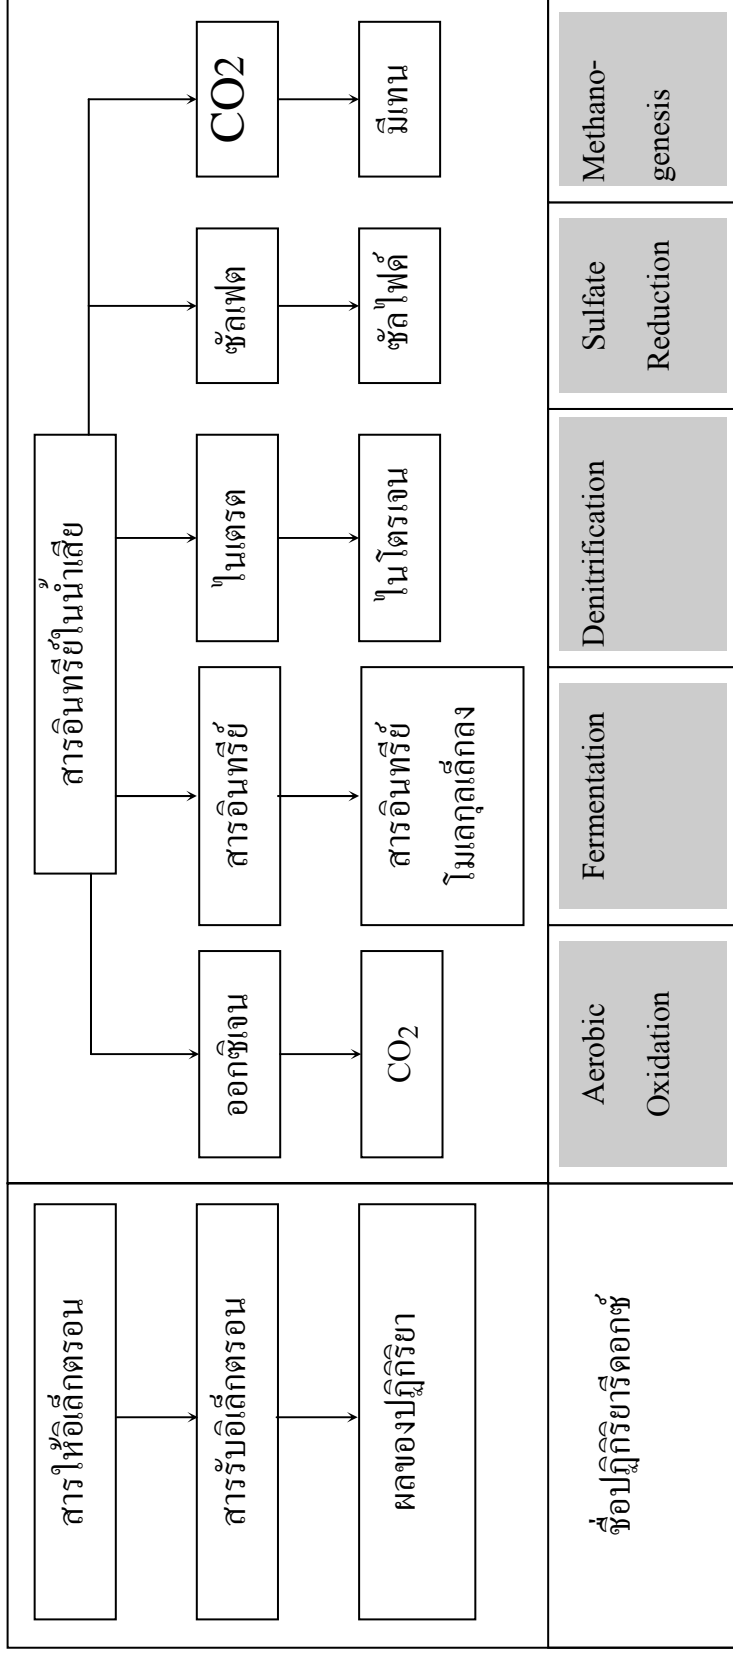 สารให้อิเล็กตรอน
สารรับอิเล็กตรอน
ผลของปฏิกิริยา
ชื่อปฏิกิริยารีดอกซ์
สารอินทรีย์ในน้ำเสีย
ออกซิเจน
CO2
Aerobic
Oxidation
สารอินทรีย์
สารอินทรีย์
โมเลกุลเล็กลง
Fermentation
ไนเตรต
ไนโตรเจน
Denitrification
ซัลเฟต
ซัลไฟด์
Sulfate
Reduction
CO2
มีเทน
Methano-
genesis